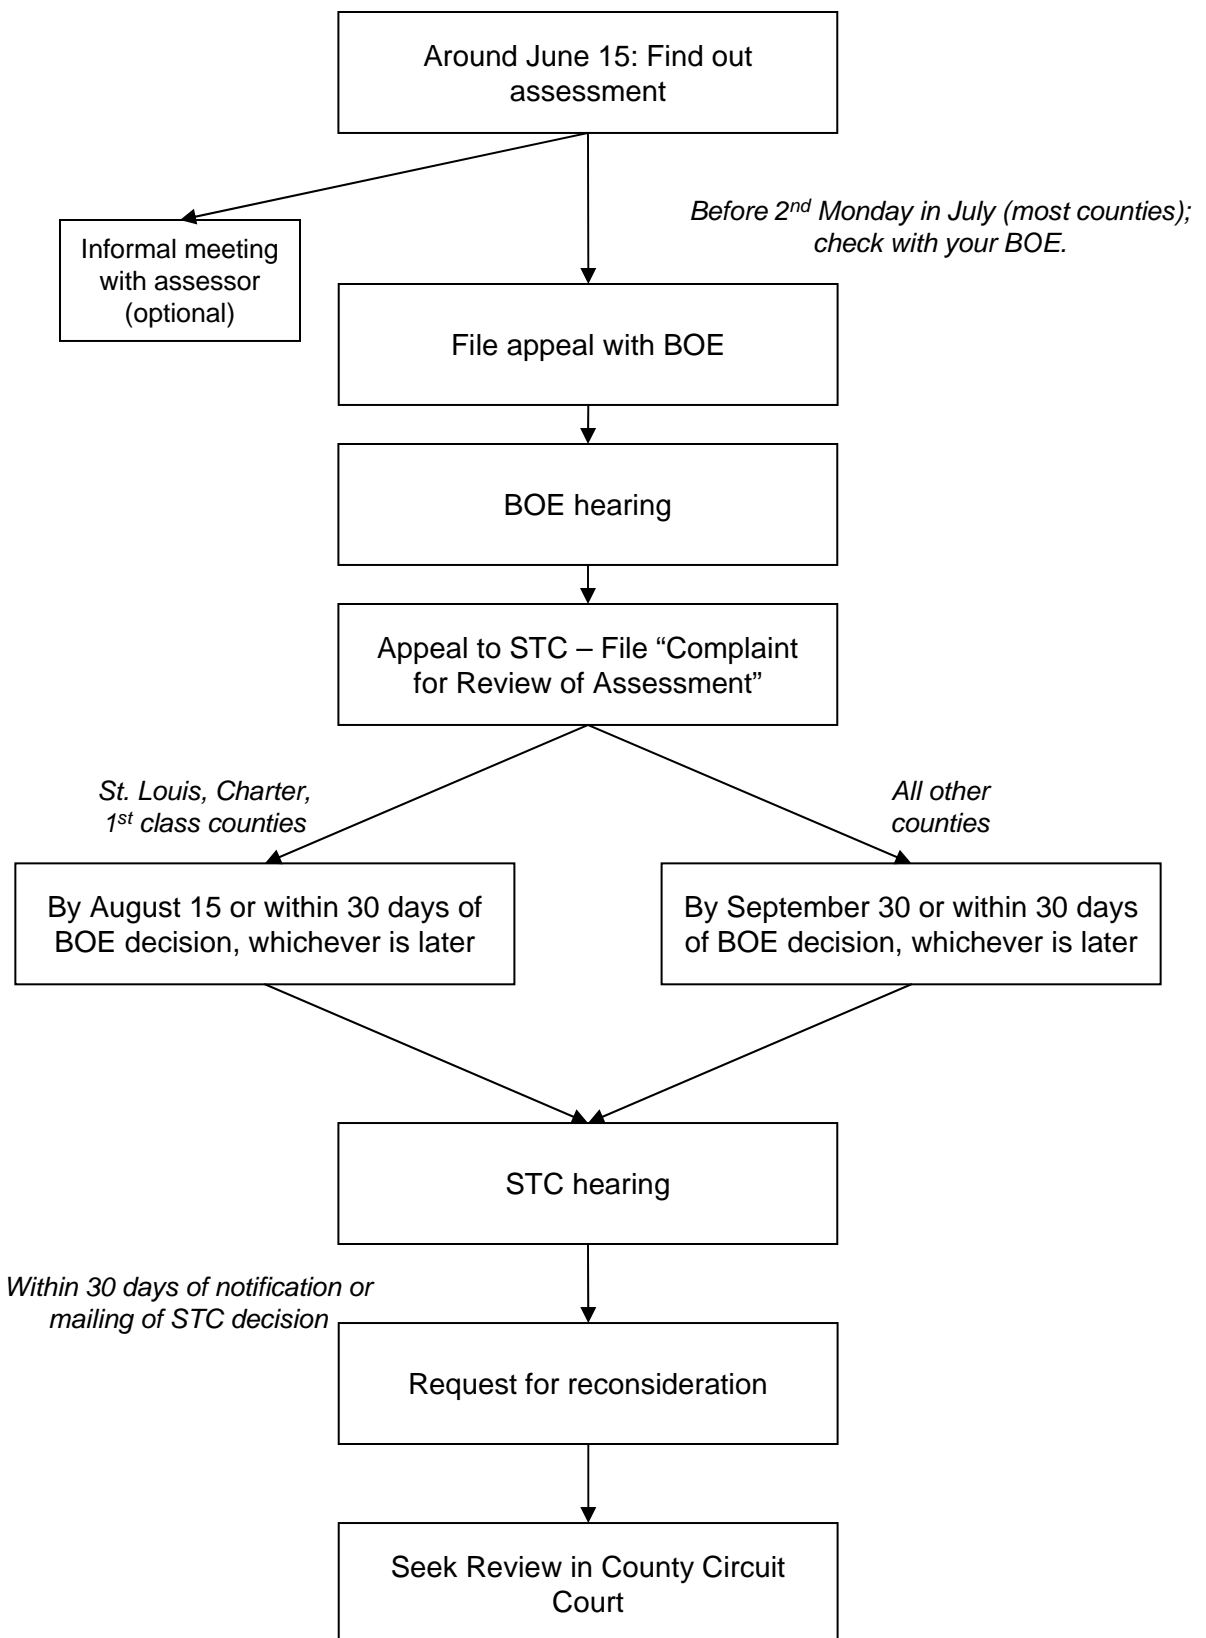 Around June 15: Find out
assessment
Before 2nd Monday in July (most counties);
check with your BOE.
Informal meeting
with assessor
(optional)
File appeal with BOE
BOE hearing
Appeal to STC – File “Complaint
for Review of Assessment”
St. Louis, Charter,
1st class counties
All other
counties
By August 15 or within 30 days of
BOE decision, whichever is later
By September 30 or within 30 days
of BOE decision, whichever is later
STC hearing
Within 30 days of notification or
mailing of STC decision
Request for reconsideration
Seek Review in County Circuit
Court